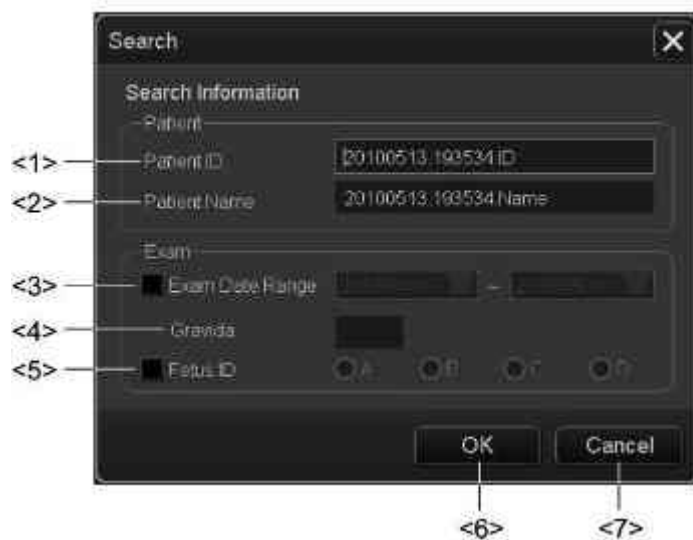 Search
Search Information
Patient
<1> Patient ID 20100513.193534.ID
<2> Patient Name 20100513.193534.Name
Exam
<3> Exam Date Range ~
<4> Gravida
<5> Fetus ID A B C D
OK Cancel
<6> <7>